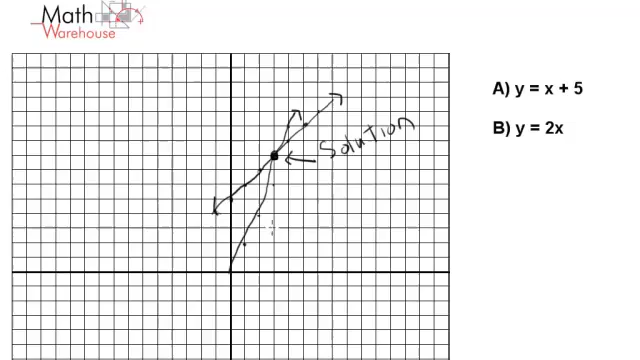 Math
Warehouse
A) y = x + 5
B) y = 2x
Solution